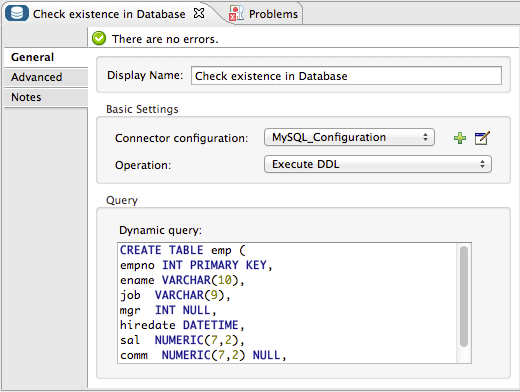 Check existence in Database
Problems
There are no errors.
General
Advanced
Notes
Display Name: Check existence in Database
Basic Settings
Connector configuration: MySQL_Configuration
Operation: Execute DDL
Query
Dynamic query:
CREATE TABLE emp (
empno INT PRIMARY KEY,
ename VARCHAR(10),
job  VARCHAR(9),
mgr  INT NULL,
hiredate DATETIME,
sal  NUMERIC(7,2),
comm  NUMERIC(7,2) NULL,